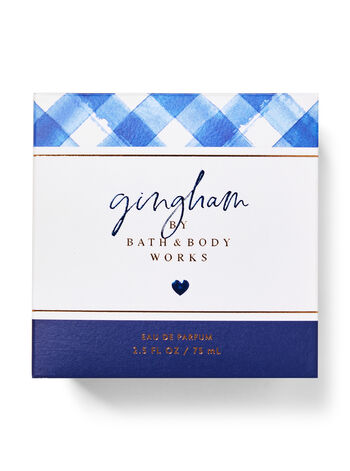 gingham
BY
BATH & BODY
WORKS
EAU DE PARFUM
2.5 FL OZ / 75 mL